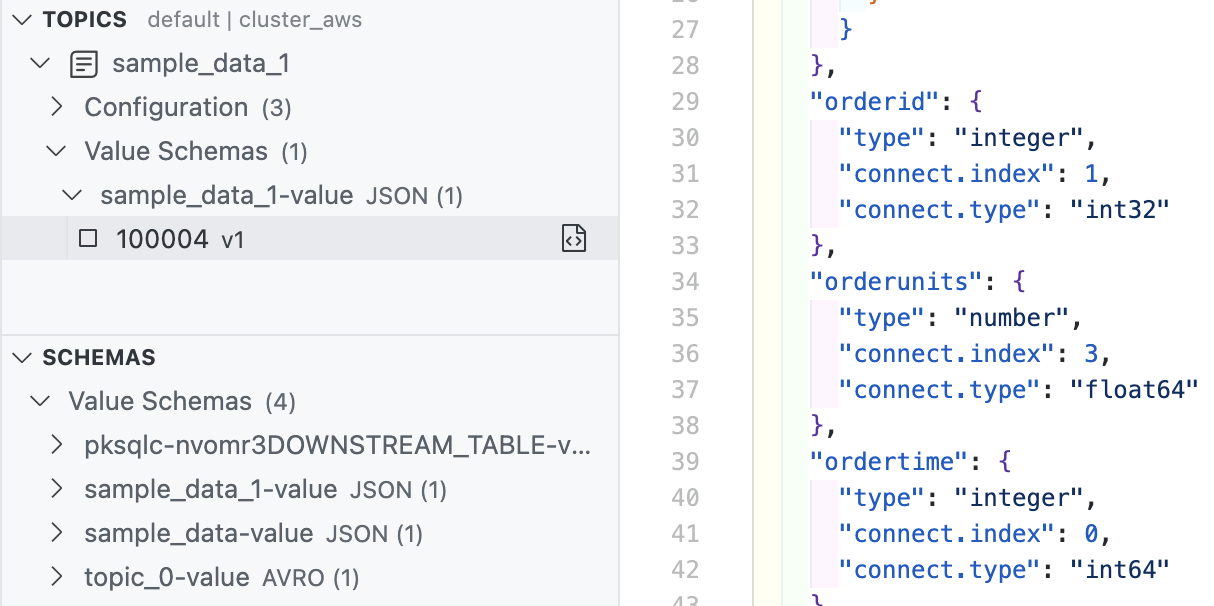 TOPICS default | cluster_aws
sample_data_1
Configuration (3)
Value Schemas (1)
sample_data_1-value JSON (1)
100004 v1
SCHEMAS
Value Schemas (4)
pksqlc-nvomr3DOWNSTREAM_TABLE-v...
sample_data_1-value JSON (1)
sample_data-value JSON (1)
topic_0-value AVRO (1)
27 }
28 },
29 "orderid": {
30 "type": "integer",
31 "connect.index": 1,
32 "connect.type": "int32"
33 },
34 "orderunits": {
35 "type": "number",
36 "connect.index": 3,
37 "connect.type": "float64"
38 },
39 "ordertime": {
40 "type": "integer",
41 "connect.index": 0,
42 "connect.type": "int64"
43 }